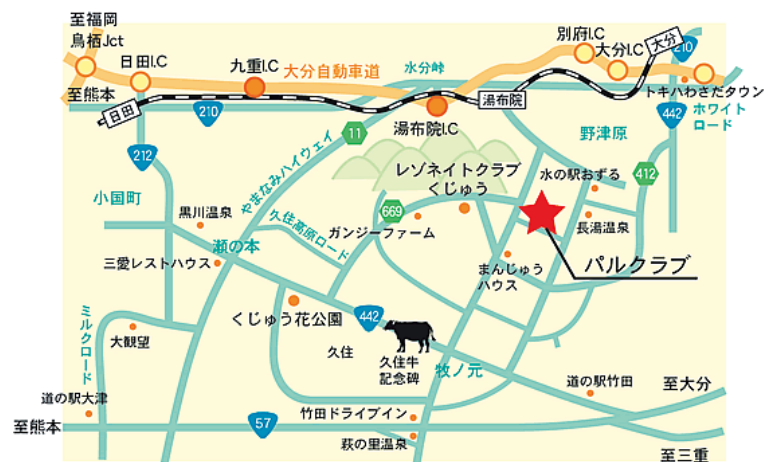 至福岡
鳥栖Jct
日田I.C
九重I.C
大分自動車道
水分峠
別府I.C
大分I.C
大分
210
トキハわさだタウン
至熊本
日田
210
湯布院I.C
湯布院
442
ホワイト
ロード
11
野津原
212
やまなみハイウェイ
レゾネイトクラブ
くじゅう
水の駅おずる
412
小国町
黒川温泉
久住高原ロード
669
ガンジーファーム
長湯温泉
瀬の本
三愛レストハウス
まんじゅう
ハウス
パルクラブ
くじゅう花公園
442
ミルクロード
大観望
久住
久住牛
記念碑
牧ノ元
道の駅竹田
至大分
道の駅大津
竹田ドライブイン
至熊本
57
萩の里温泉
至三重